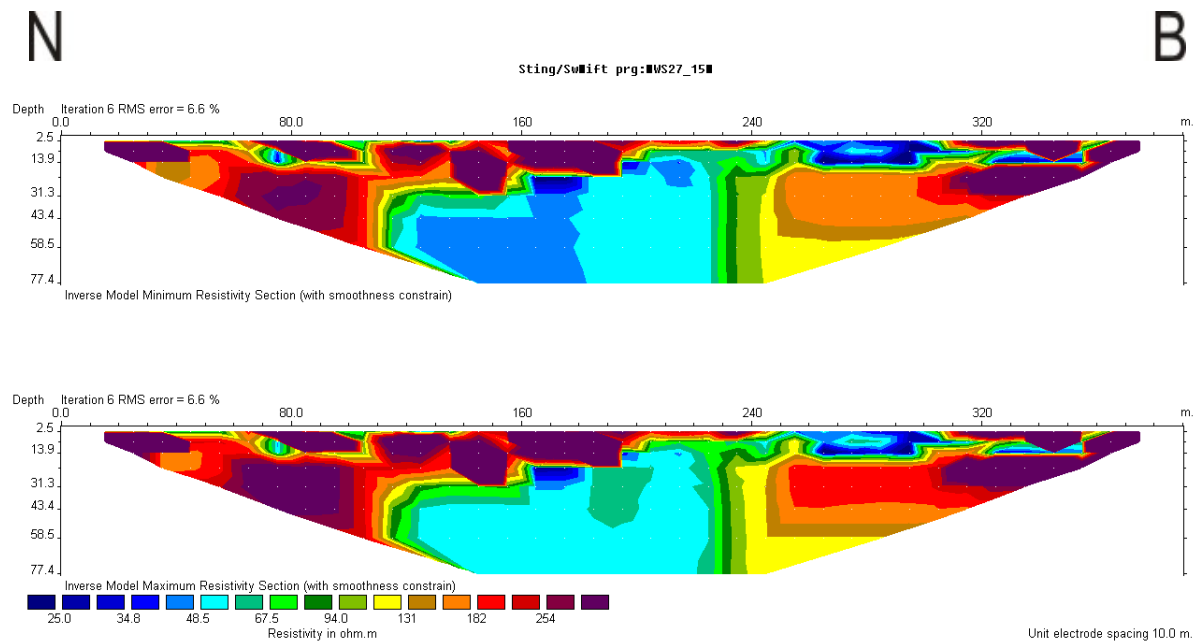 N B
Sting/Sw■ift prg:■WS27_15■
Depth Iteration 6 RMS error = 6.6 %
0.0 80.0 160 240 320 m.
2.5
13.9
31.3
43.4
58.5
77.4
Inverse Model Minimum Resistivity Section (with smoothness constrain)
Depth Iteration 6 RMS error = 6.6 %
0.0 80.0 160 240 320 m.
2.5
13.9
31.3
43.4
58.5
77.4
Inverse Model Maximum Resistivity Section (with smoothness constrain)
25.0 34.8 48.5 67.5 94.0 131 182 254
Resistivity in ohm.m Unit electrode spacing 10.0 m.